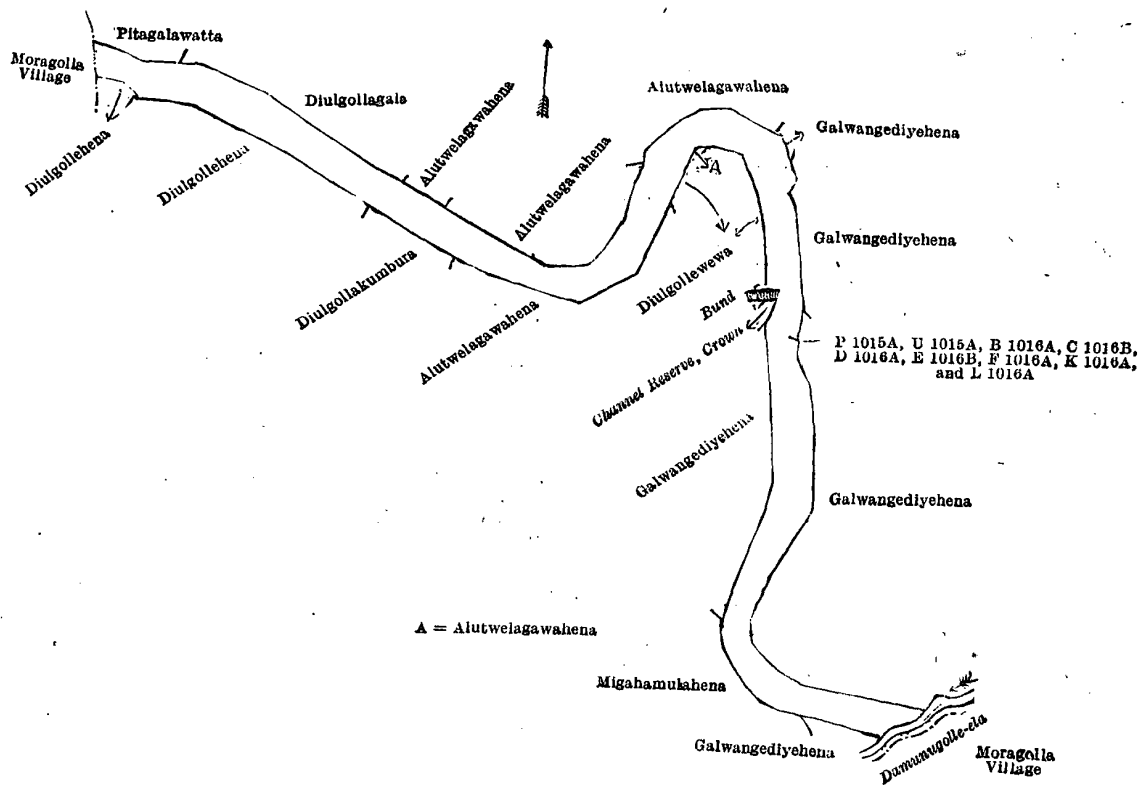 Pitagalawatta
Moragolla
Village
Diulgollagala
Alutwelagawahena
Alutwelagawahena
Galwangediyehena
Alutwelagawahena
Alutwelagawahena
Diulgollehena
Diulgollehena
A
Galwangediyehena
Diulgollakumbura
Diulgollewewa
Bund
Alutwelagawahena
Channel Reserve, Crown
P 1015A, U 1015A, B 1016A, C 1016B,
D 1016A, E 1016B, F 1016A, K 1016A,
and L 1016A
Galwangediyehena
Galwangediyehena
A = Alutwelagawahena
Migahamulahena
Galwangediyehena
Damunugolle-ela
Moragolla
Village